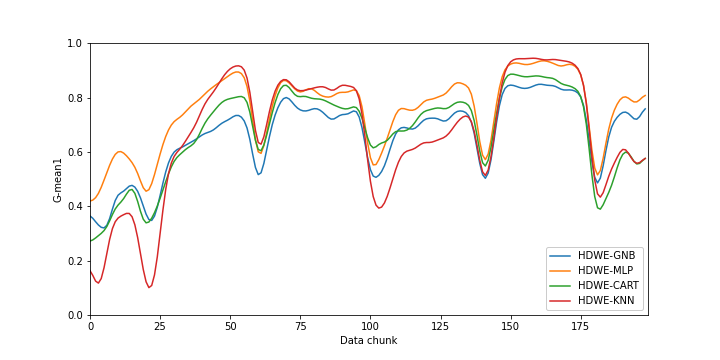 1.0
0.8
0.6
0.4
0.2
0.0
G-mean1
0 25 50 75 100 125 150 175
Data chunk
HDWE-GNB
HDWE-MLP
HDWE-CART
HDWE-KNN